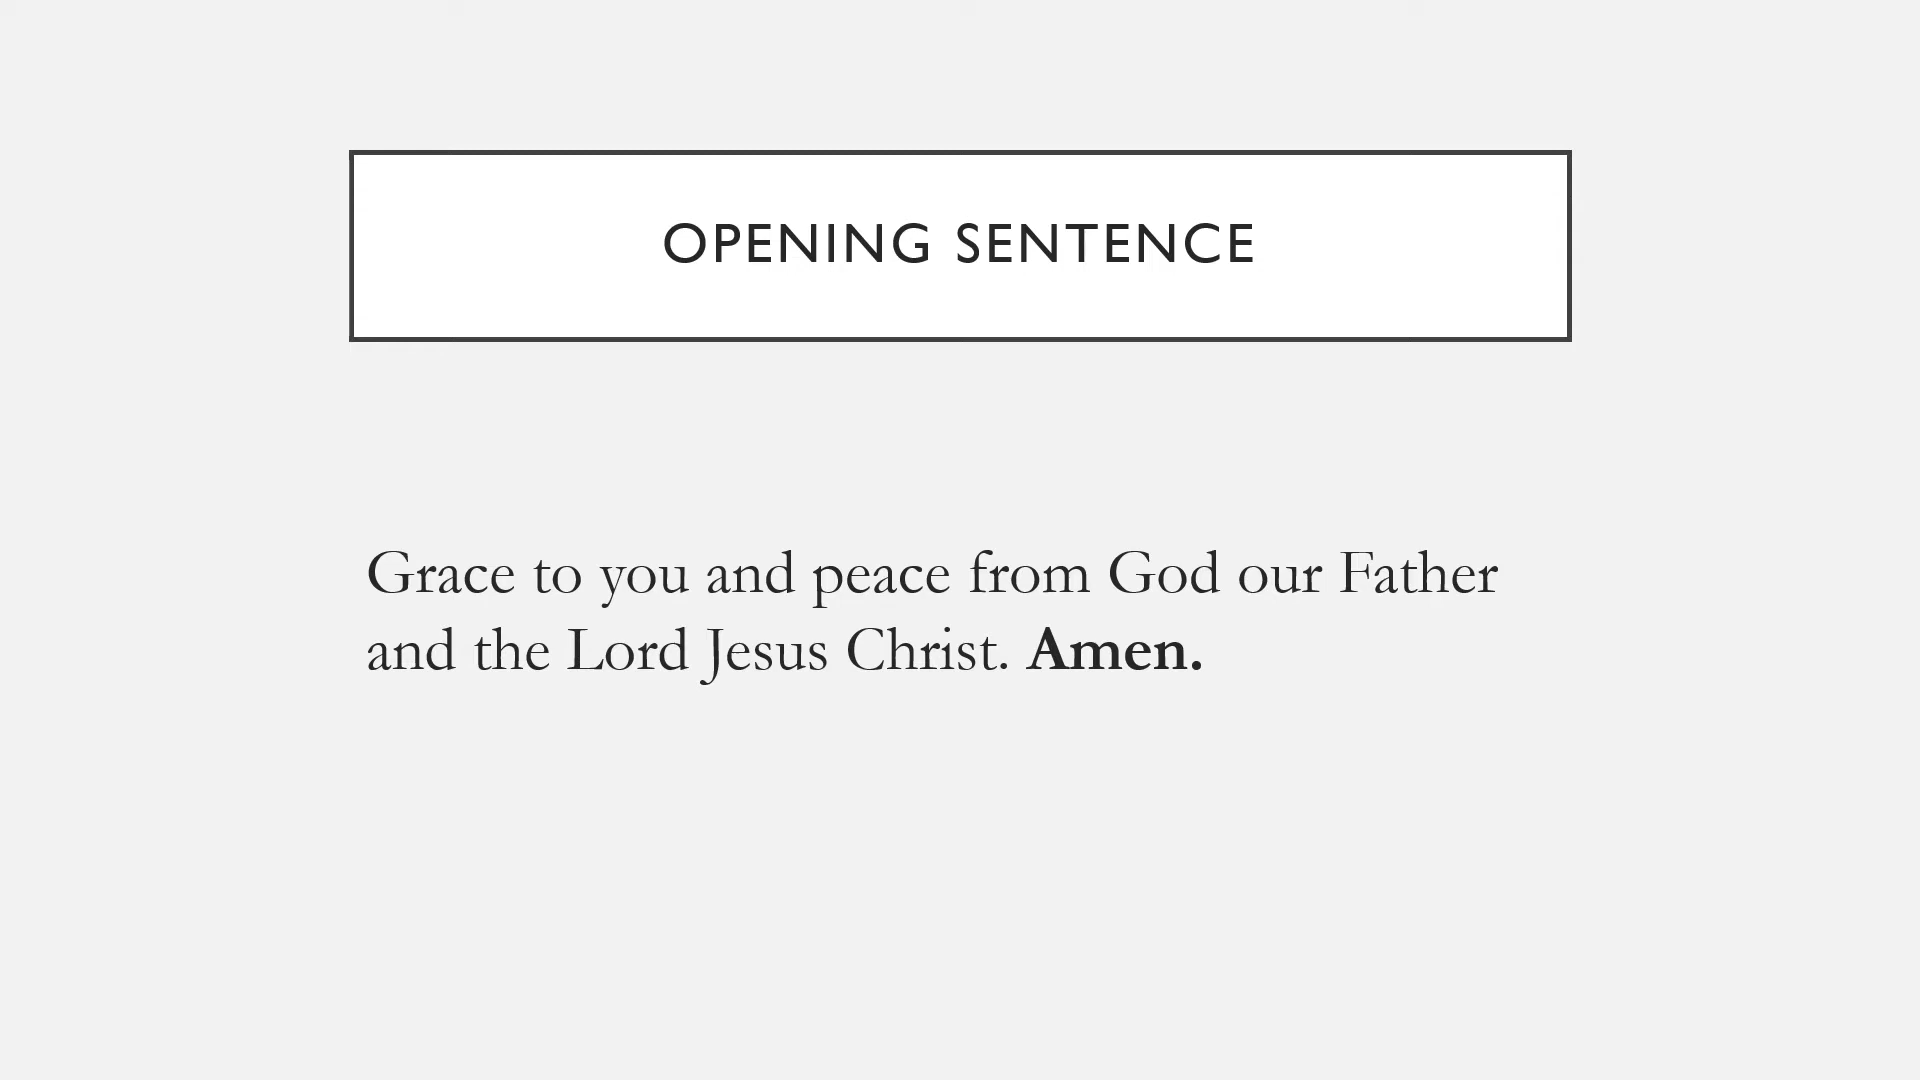 OPENING SENTENCE
Grace to you and peace from God our Father
and the Lord Jesus Christ. Amen.